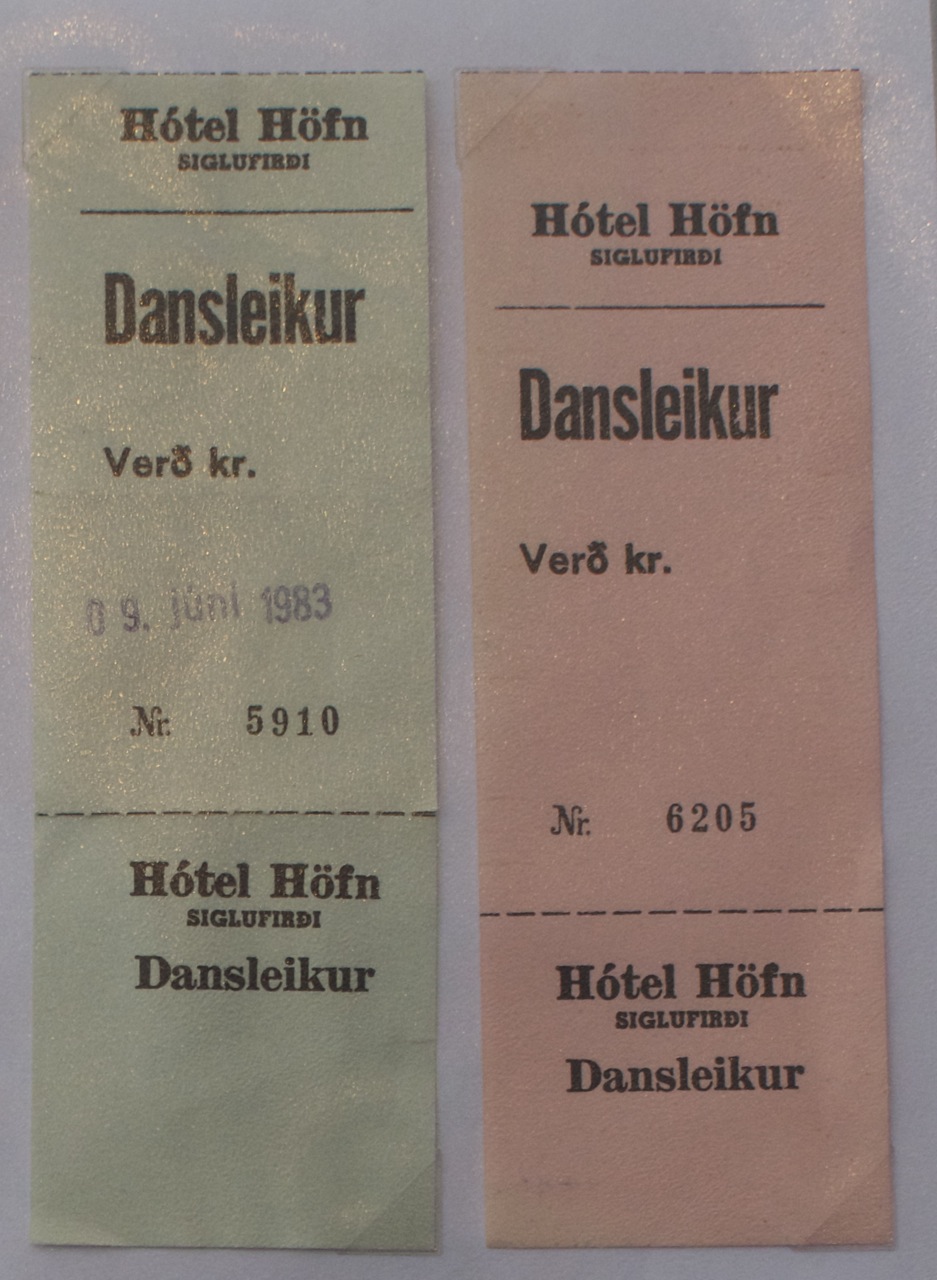 Hótel Höfn
SIGLUFIRÐI
Dansleikur
Verð kr.
09. júní 1983
Nr. 5910
Hótel Höfn
SIGLUFIRÐI
Dansleikur
Hótel Höfn
SIGLUFIRÐI
Dansleikur
Verð kr.
Nr. 6205
Hótel Höfn
SIGLUFIRÐI
Dansleikur